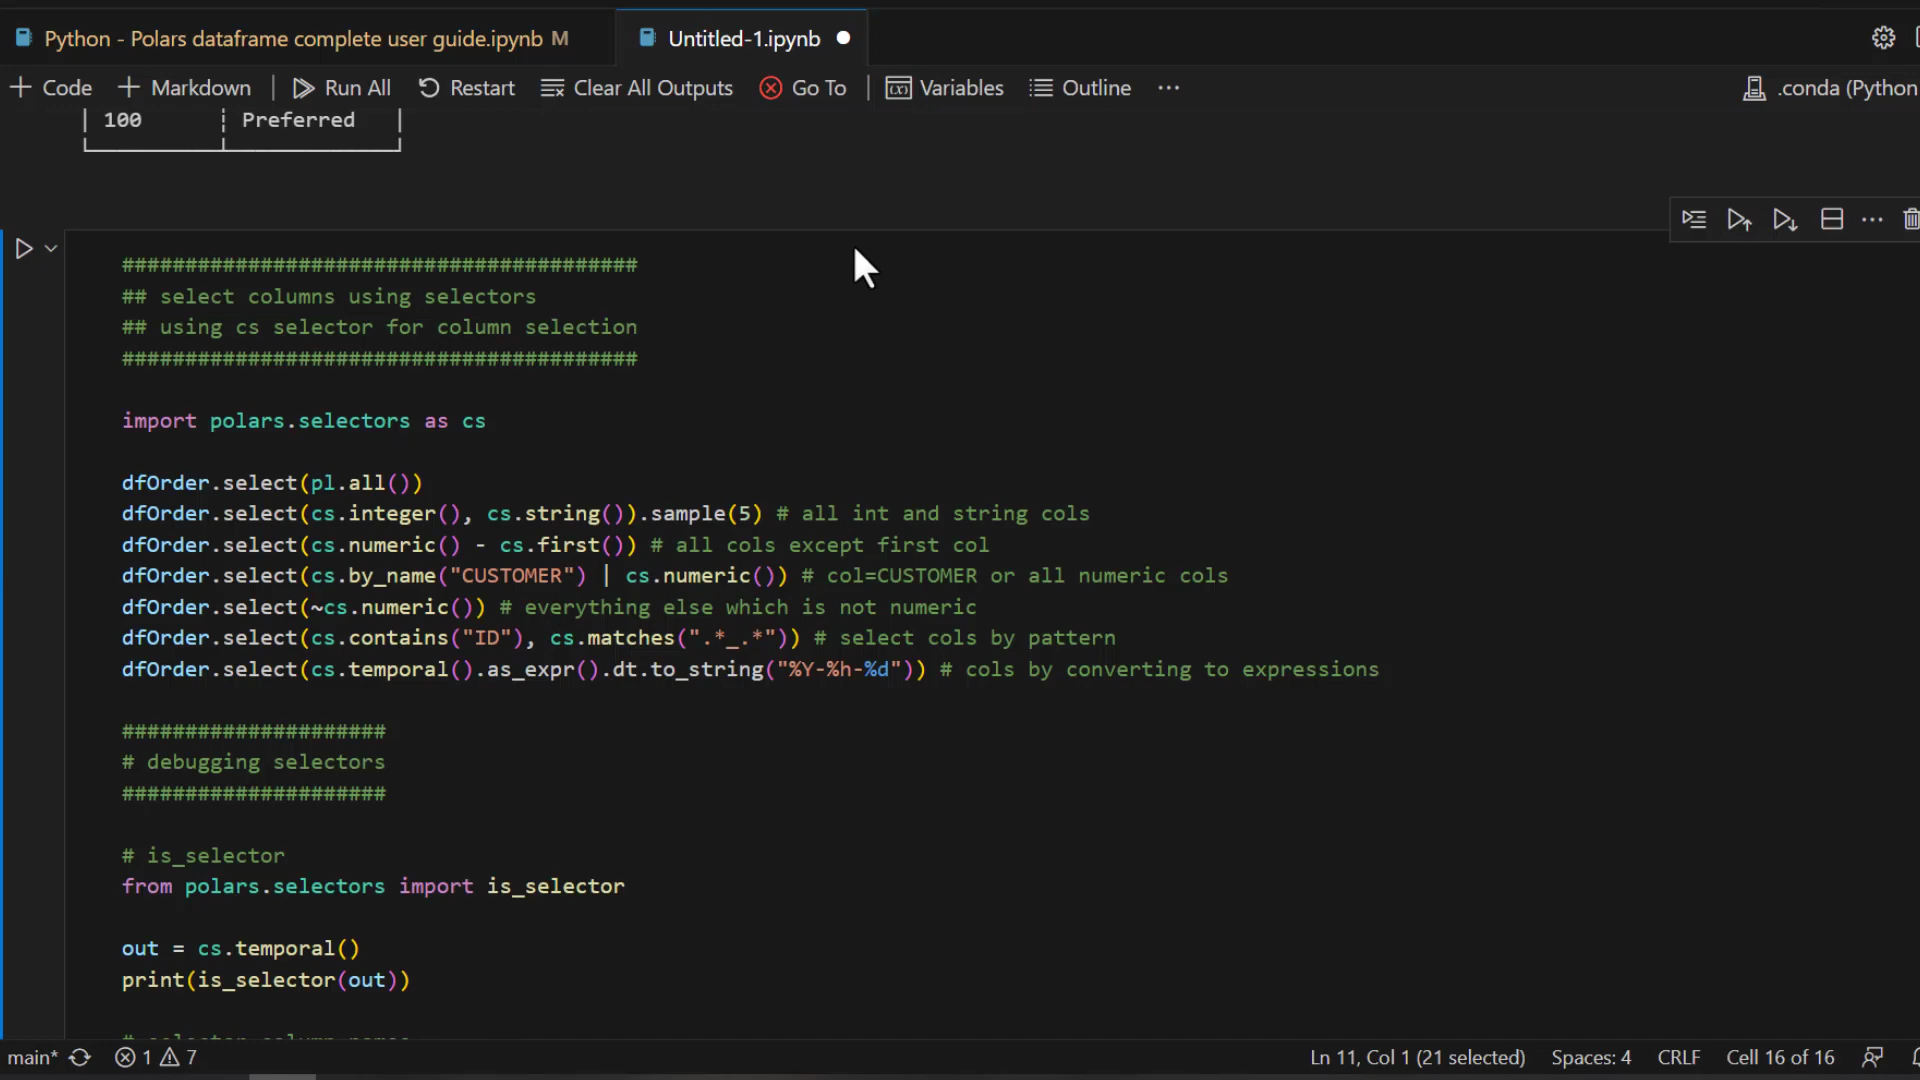 Python - Polars dataframe complete user guide.ipynb M
Untitled-1.ipynb
Code
Markdown
Run All
Restart
Clear All Outputs
Go To
Variables
Outline
.conda (Python
100 ┆ Preferred
#########################################
## select columns using selectors
## using cs selector for column selection
#########################################
import polars.selectors as cs
dfOrder.select(pl.all())
dfOrder.select(cs.integer(), cs.string()).sample(5) # all int and string cols
dfOrder.select(cs.numeric() - cs.first()) # all cols except first col
dfOrder.select(cs.by_name("CUSTOMER") | cs.numeric()) # col=CUSTOMER or all numeric cols
dfOrder.select(~cs.numeric()) # everything else which is not numeric
dfOrder.select(cs.contains("ID"), cs.matches(".*_.*")) # select cols by pattern
dfOrder.select(cs.temporal().as_expr().dt.to_string("%Y-%h-%d")) # cols by converting to expressions
#####################
# debugging selectors
#####################
# is_selector
from polars.selectors import is_selector
out = cs.temporal()
print(is_selector(out))
main*
1
7
Ln 11, Col 1 (21 selected)
Spaces: 4
CRLF
Cell 16 of 16